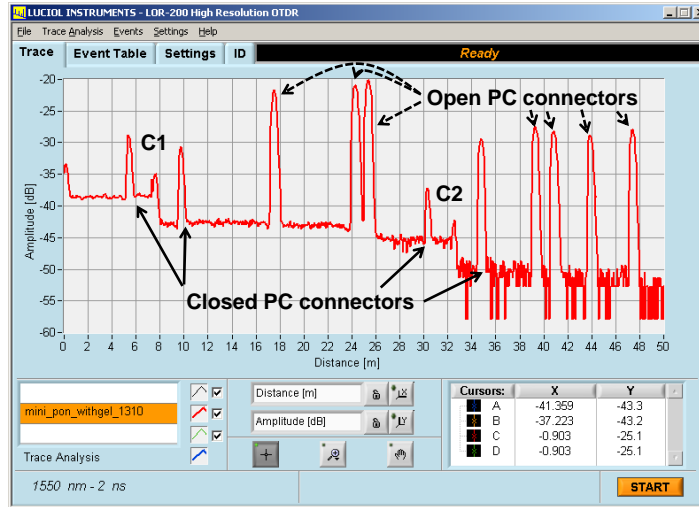 LUCIOL INSTRUMENTS - LOR-200 High Resolution OTDR
File Trace Analysis Events Settings Help
Trace Event Table Settings ID Ready
-20
-25
-30
-35
-40
-45
-50
-55
-60
Amplitude [dB]
C1
Open PC connectors
C2
Closed PC connectors
0 2 4 6 8 10 12 14 16 18 20 22 24 26 28 30 32 34 36 38 40 42 44 46 48 50
Distance [m]
mini_pon_withgel_1310
Trace Analysis
Distance [m]
Amplitude [dB]
Cursors: X Y
A -41.359 -43.3
B -37.223 -43.2
C -0.903 -25.1
D -0.903 -25.1
1550 nm - 2 ns
START